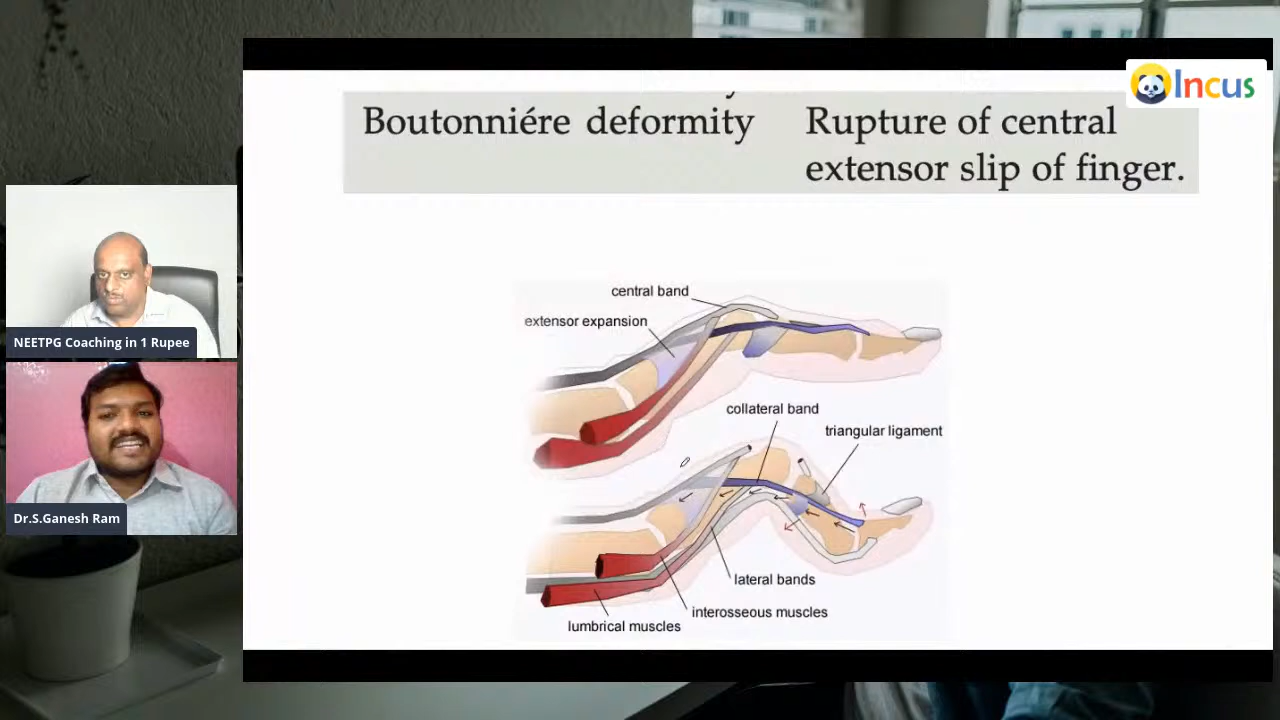 Incus
Boutonniére deformity
Rupture of central
extensor slip of finger.
central band
extensor expansion
collateral band
triangular ligament
lateral bands
interosseous muscles
lumbrical muscles
NEETPG Coaching in 1 Rupee
Dr.S.Ganesh Ram